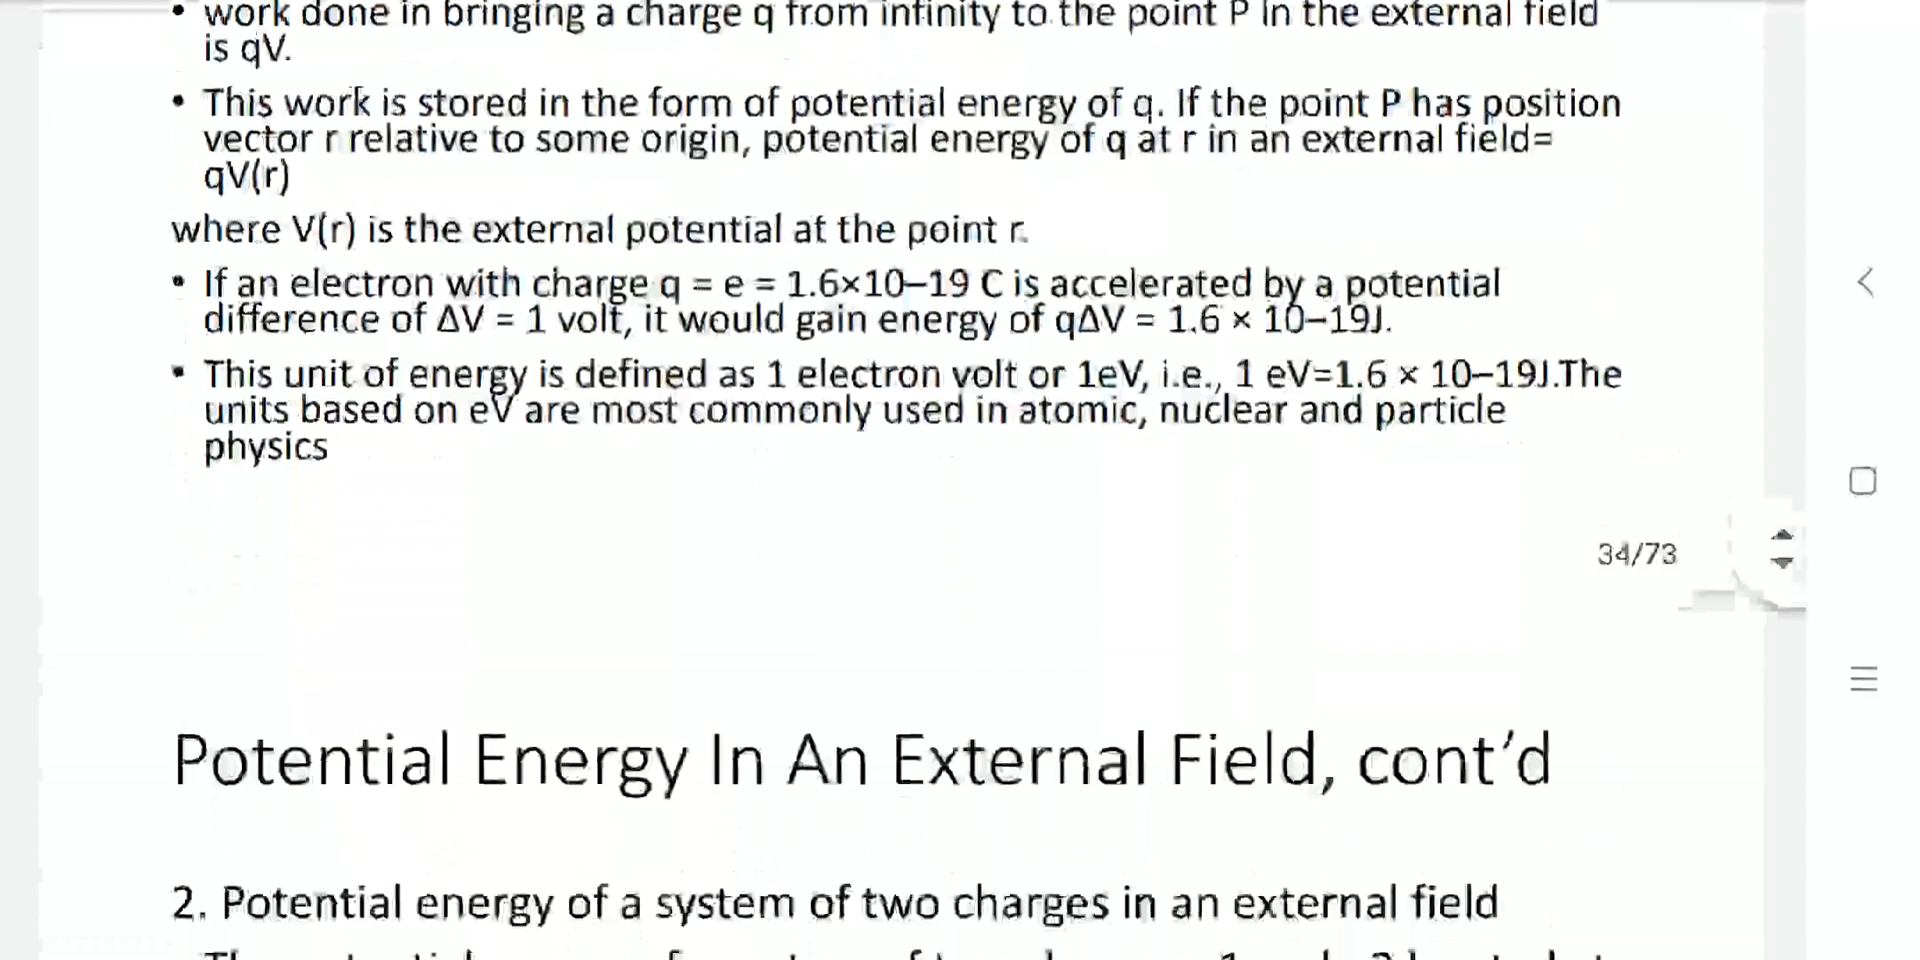 • work done in bringing a charge q from infinity to the point P in the external field
is qV.
• This work is stored in the form of potential energy of q. If the point P has position
vector r relative to some origin, potential energy of q at r in an external field=
qV(r)
where V(r) is the external potential at the point r.
• If an electron with charge q = e = 1.6×10–19 C is accelerated by a potential
difference of ΔV = 1 volt, it would gain energy of qΔV = 1.6 × 10–19J.
• This unit of energy is defined as 1 electron volt or 1eV, i.e., 1 eV=1.6 × 10–19J.The
units based on eV are most commonly used in atomic, nuclear and particle
physics
34/73
Potential Energy In An External Field, cont’d
2. Potential energy of a system of two charges in an external field